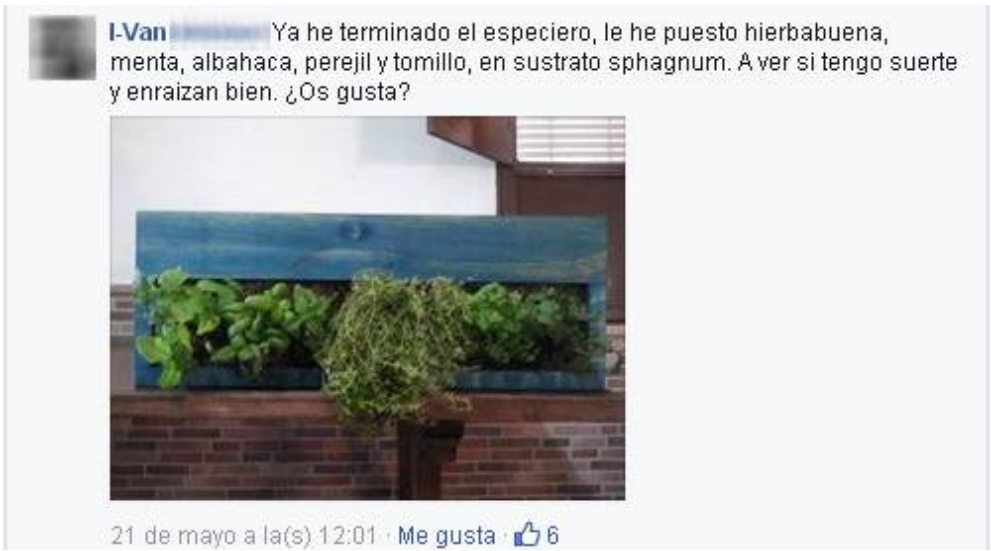 I-Van Ya he terminado el especiero, le he puesto hierbabuena,
menta, albahaca, perejil y tomillo, en sustrato sphagnum. A ver si tengo suerte
y enraizan bien. ¿Os gusta?
21 de mayo a la(s) 12:01 · Me gusta · 6